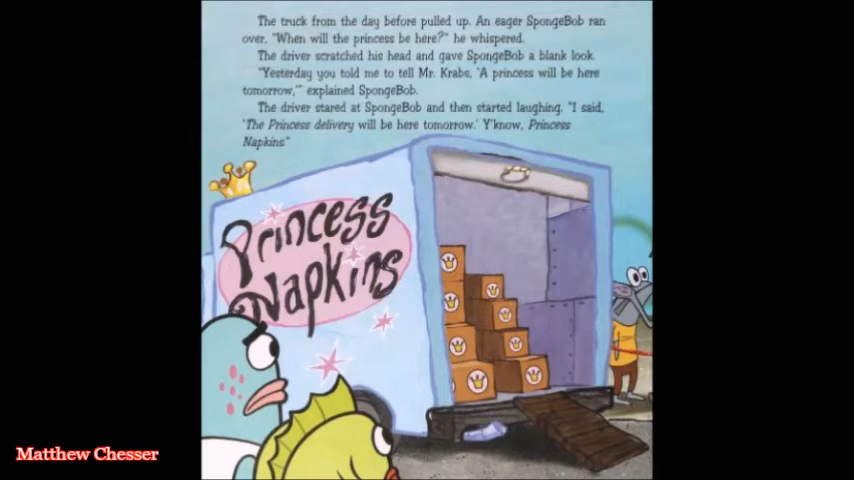 The truck from the day before pulled up. An eager SpongeBob ran
over. "When will the princess be here?" he whispered.
The driver scratched his head and gave SpongeBob a blank look.
"Yesterday you told me to tell Mr. Krabs, 'A princess will be here
tomorrow,'" explained SpongeBob.
The driver stared at SpongeBob and then started laughing. "I said,
'The Princess delivery will be here tomorrow.' Y'know, Princess
Napkins."
Princess
Napkins
Matthew Chesser